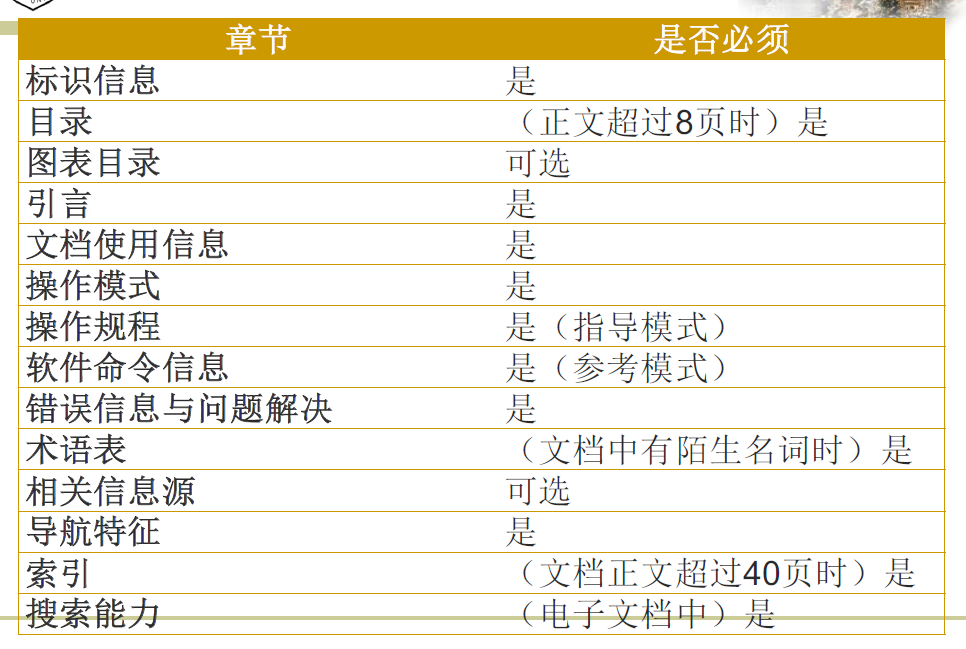 章节 是否必须
标识信息 是
目录 （正文超过8页时）是
图表目录 可选
引言 是
文档使用信息 是
操作模式 是
操作规程 是（指导模式）
软件命令信息 是（参考模式）
错误信息与问题解决 是
术语表 （文档中有陌生名词时）是
相关信息源 可选
导航特征 是
索引 （文档正文超过40页时）是
搜索能力 （电子文档中）是